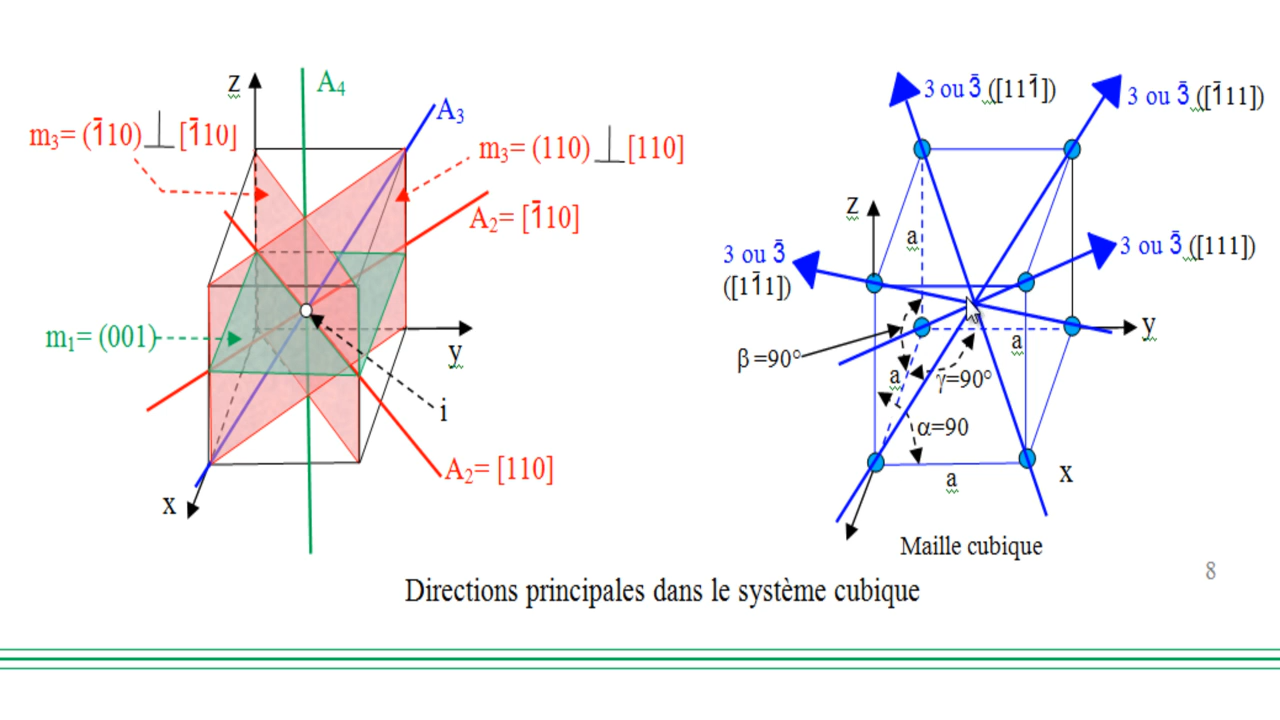 z
A₄
A₃
m₃= (1̄10)⊥[1̄10]
m₃= (110)⊥[110]
A₂= [1̄10]
m₁= (001)
y
i
A₂= [110]
x
3 ou 3̄ ([111̄])
3 ou 3̄ ([1̄11])
z
a
3 ou 3̄
([11̄1])
3 ou 3̄ ([111])
y
β=90°
a
a
γ=90°
α=90
a
x
Maille cubique
8
Directions principales dans le système cubique